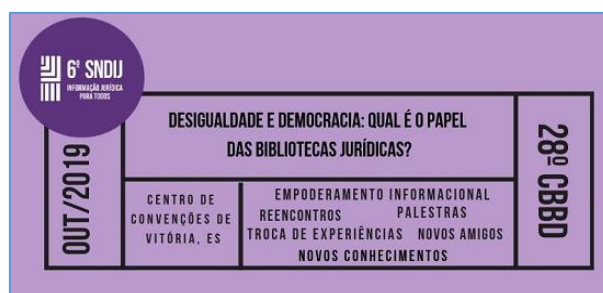 6º SNDIJ
INFORMAÇÃO JURÍDICA
PARA TODOS
OUT/2019
DESIGUALDADE E DEMOCRACIA: QUAL É O PAPEL
DAS BIBLIOTECAS JURÍDICAS?
CENTRO DE
CONVENÇÕES DE
VITÓRIA, ES
EMPODERAMENTO INFORMACIONAL
REENCONTROS PALESTRAS
TROCA DE EXPERIÊNCIAS NOVOS AMIGOS
NOVOS CONHECIMENTOS
28º CBBD